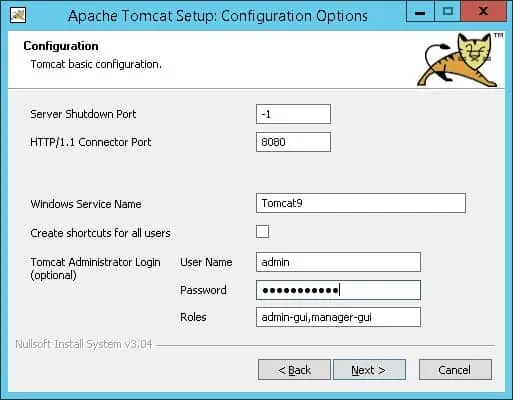 Apache Tomcat Setup: Configuration Options
Configuration
Tomcat basic configuration.
TM
Server Shutdown Port -1
HTTP/1.1 Connector Port 8080
Windows Service Name Tomcat9
Create shortcuts for all users
Tomcat Administrator Login (optional)
User Name admin
Password ●●●●●●●●●●●
Roles admin-gui,manager-gui
Nullsoft Install System v3.04
< Back Next > Cancel